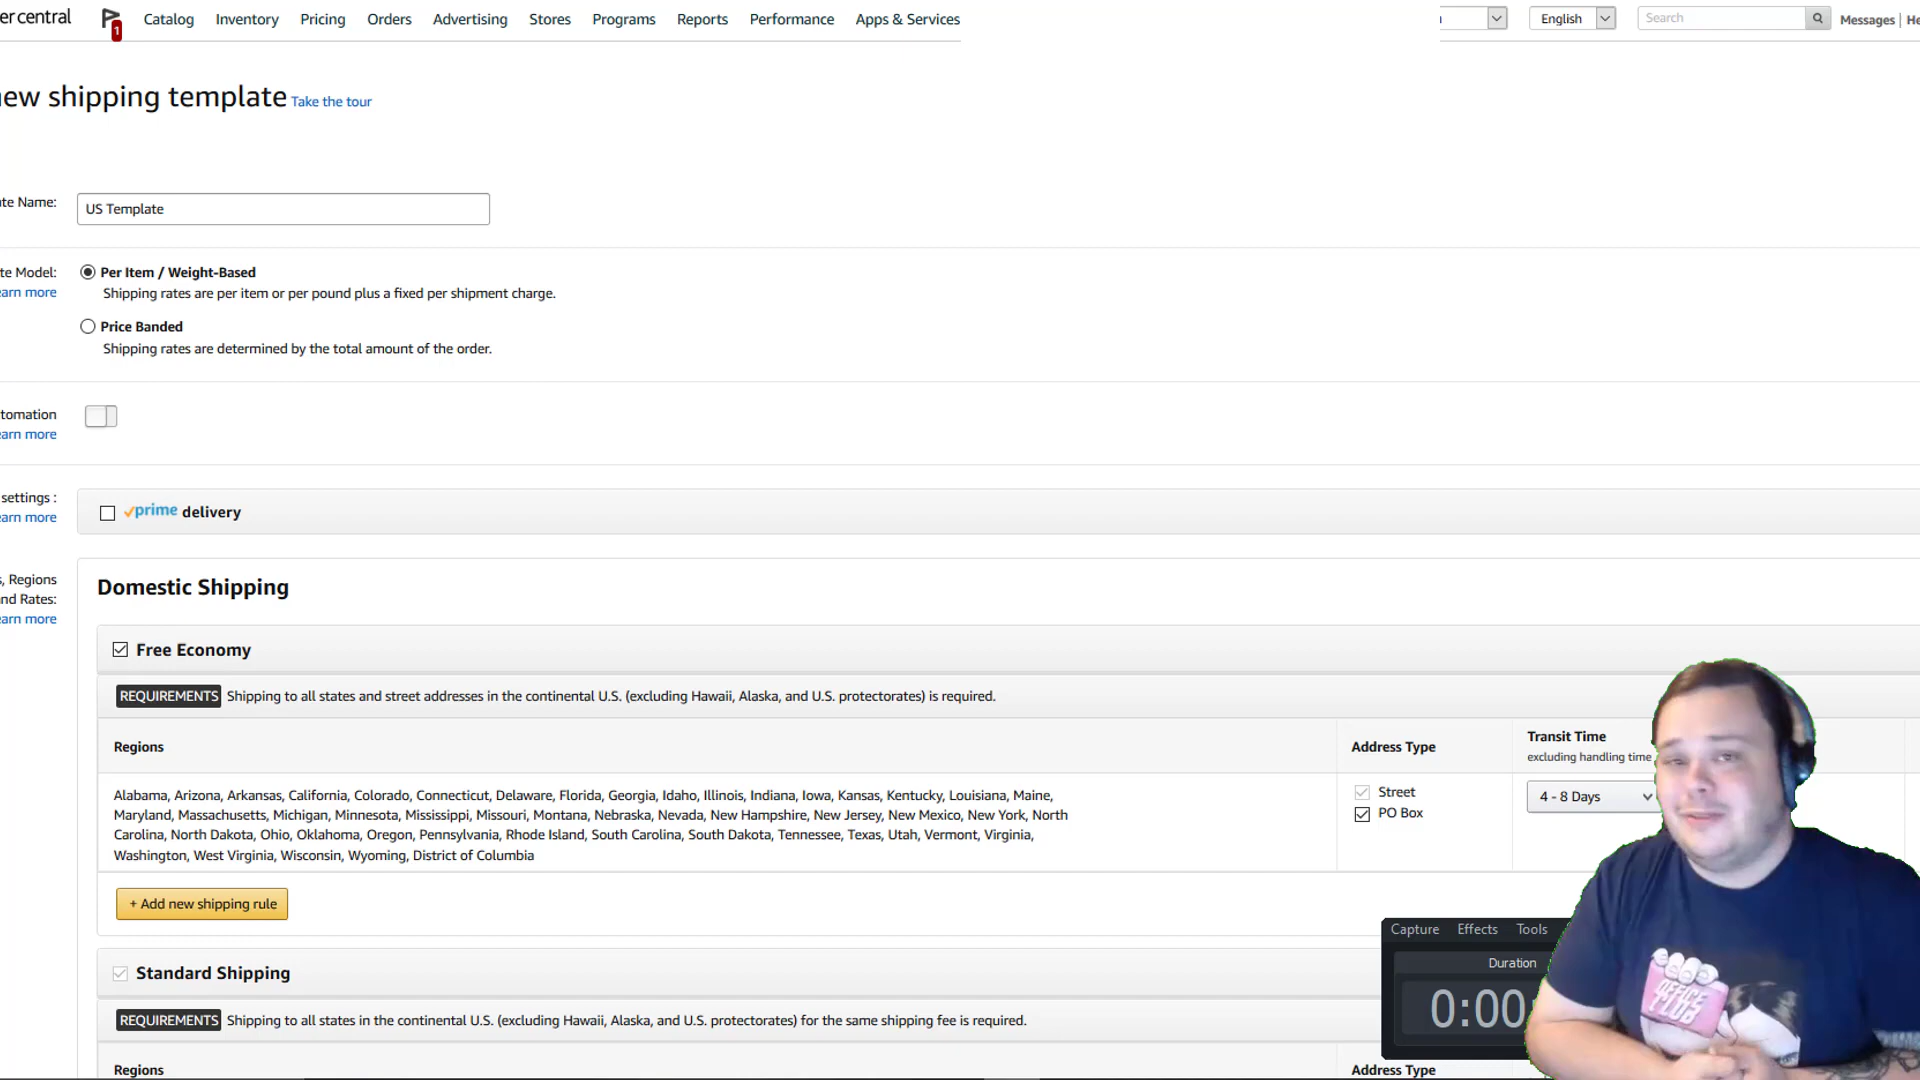 er central
1
Catalog Inventory Pricing Orders Advertising Stores Programs Reports Performance Apps & Services
English
Search
Messages | He
ew shipping template Take the tour
te Name:
US Template
te Model:
earn more
Per Item / Weight-Based
Shipping rates are per item or per pound plus a fixed per shipment charge.
Price Banded
Shipping rates are determined by the total amount of the order.
tomation
earn more
settings :
earn more
prime delivery
s, Regions
nd Rates:
earn more
Domestic Shipping
Free Economy
REQUIREMENTS Shipping to all states and street addresses in the continental U.S. (excluding Hawaii, Alaska, and U.S. protectorates) is required.
Regions
Address Type
Transit Time
excluding handling time
Alabama, Arizona, Arkansas, California, Colorado, Connecticut, Delaware, Florida, Georgia, Idaho, Illinois, Indiana, Iowa, Kansas, Kentucky, Louisiana, Maine,
Maryland, Massachusetts, Michigan, Minnesota, Mississippi, Missouri, Montana, Nebraska, Nevada, New Hampshire, New Jersey, New Mexico, New York, North
Carolina, North Dakota, Ohio, Oklahoma, Oregon, Pennsylvania, Rhode Island, South Carolina, South Dakota, Tennessee, Texas, Utah, Vermont, Virginia,
Washington, West Virginia, Wisconsin, Wyoming, District of Columbia
Street
PO Box
4 - 8 Days
+ Add new shipping rule
Standard Shipping
REQUIREMENTS Shipping to all states in the continental U.S. (excluding Hawaii, Alaska, and U.S. protectorates) for the same shipping fee is required.
Regions
Address Type
Capture Effects Tools
Duration
0:00
OFFICE
CLUB